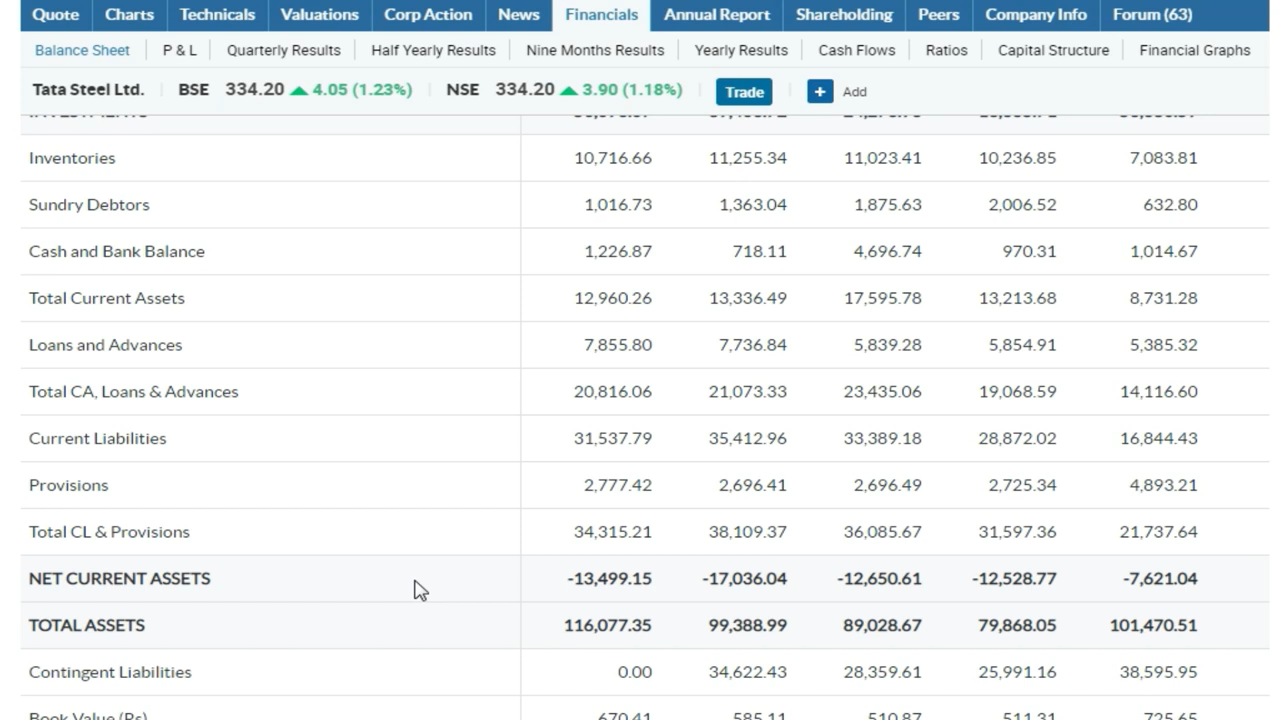 Quote Charts Technicals Valuations Corp Action News Financials Annual Report Shareholding Peers Company Info Forum (63)
Balance Sheet P & L Quarterly Results Half Yearly Results Nine Months Results Yearly Results Cash Flows Ratios Capital Structure Financial Graphs
Tata Steel Ltd. BSE 334.20 4.05 (1.23%) NSE 334.20 3.90 (1.18%) Trade + Add
Inventories 10,716.66 11,255.34 11,023.41 10,236.85 7,083.81
Sundry Debtors 1,016.73 1,363.04 1,875.63 2,006.52 632.80
Cash and Bank Balance 1,226.87 718.11 4,696.74 970.31 1,014.67
Total Current Assets 12,960.26 13,336.49 17,595.78 13,213.68 8,731.28
Loans and Advances 7,855.80 7,736.84 5,839.28 5,854.91 5,385.32
Total CA, Loans & Advances 20,816.06 21,073.33 23,435.06 19,068.59 14,116.60
Current Liabilities 31,537.79 35,412.96 33,389.18 28,872.02 16,844.43
Provisions 2,777.42 2,696.41 2,696.49 2,725.34 4,893.21
Total CL & Provisions 34,315.21 38,109.37 36,085.67 31,597.36 21,737.64
NET CURRENT ASSETS -13,499.15 -17,036.04 -12,650.61 -12,528.77 -7,621.04
TOTAL ASSETS 116,077.35 99,388.99 89,028.67 79,868.05 101,470.51
Contingent Liabilities 0.00 34,622.43 28,359.61 25,991.16 38,595.95
Book Value (Rs) 670.41 585.11 510.87 511.31 725.65